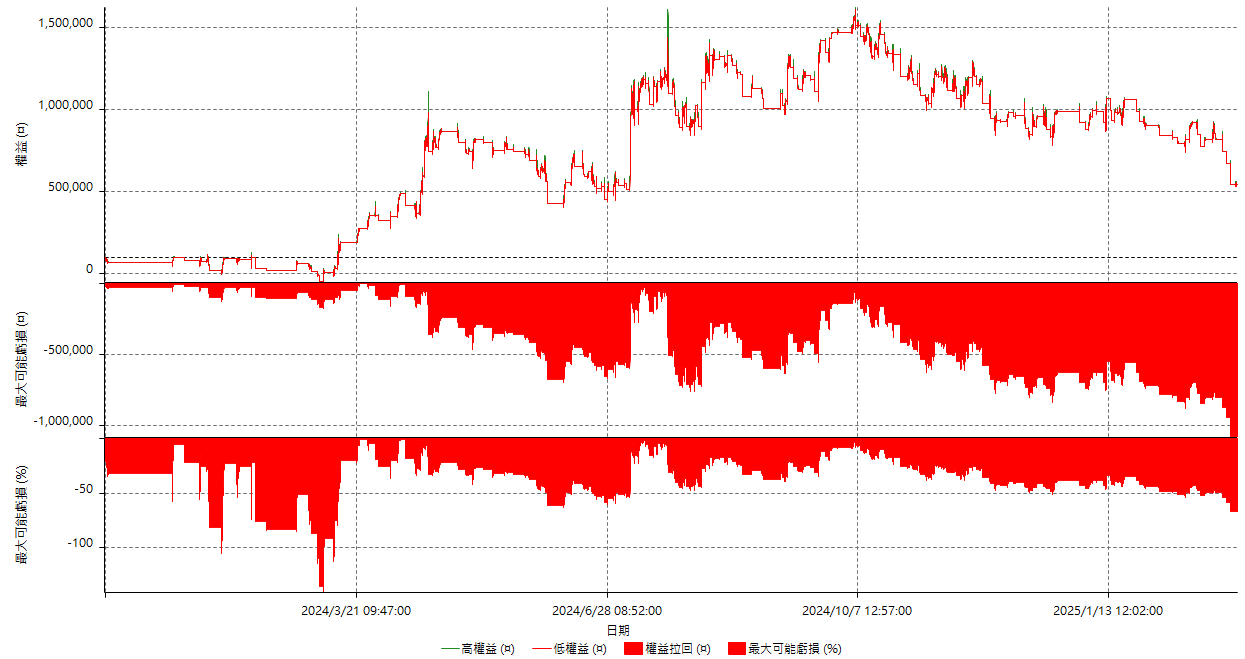 1,500,000
1,000,000
500,000
0
權益 (¤)
-500,000
-1,000,000
最大可能虧損 (¤)
-50
-100
最大可能虧損 (%)
2024/3/21 09:47:00
2024/6/28 08:52:00
2024/10/7 12:57:00
2025/1/13 12:02:00
日期
高權益 (¤) 低權益 (¤) 權益拉回 (¤) 最大可能虧損 (%)